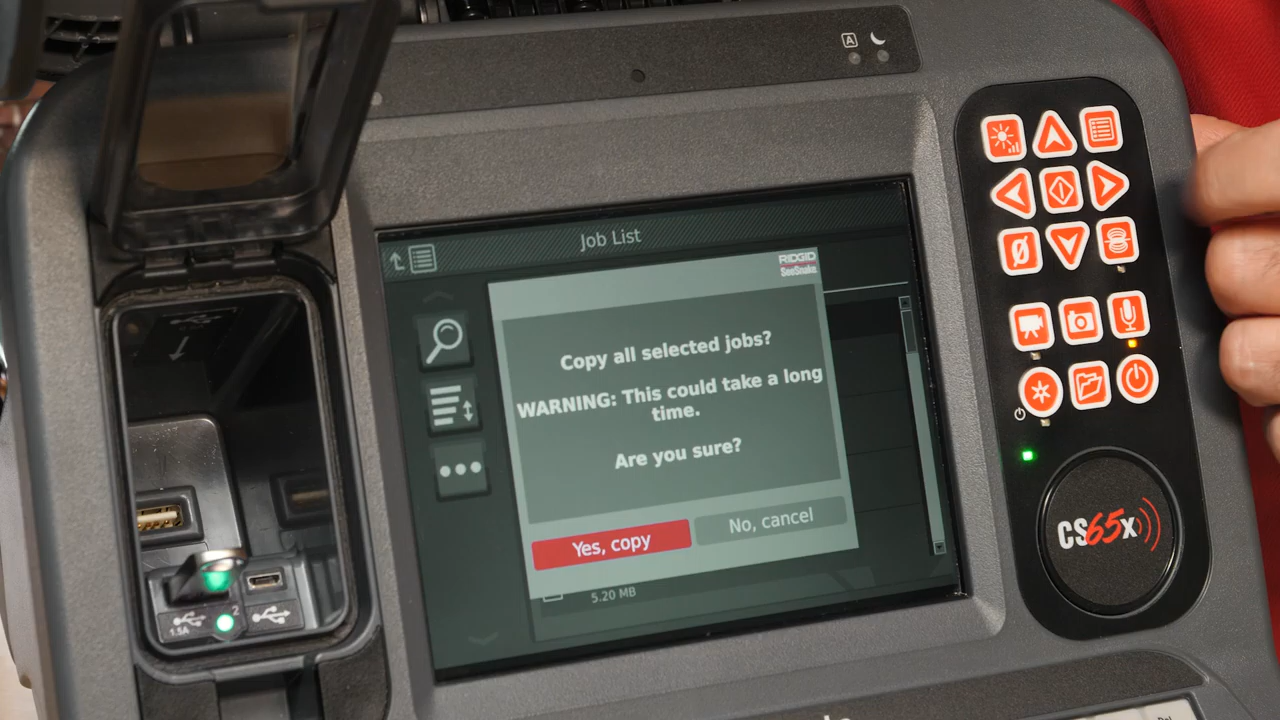 A
Job List
RIDGID
SeeSnake
Copy all selected jobs?
WARNING: This could take a long
time.
Are you sure?
Yes, copy
No, cancel
5.20 MB
1.5A
2
CS65x